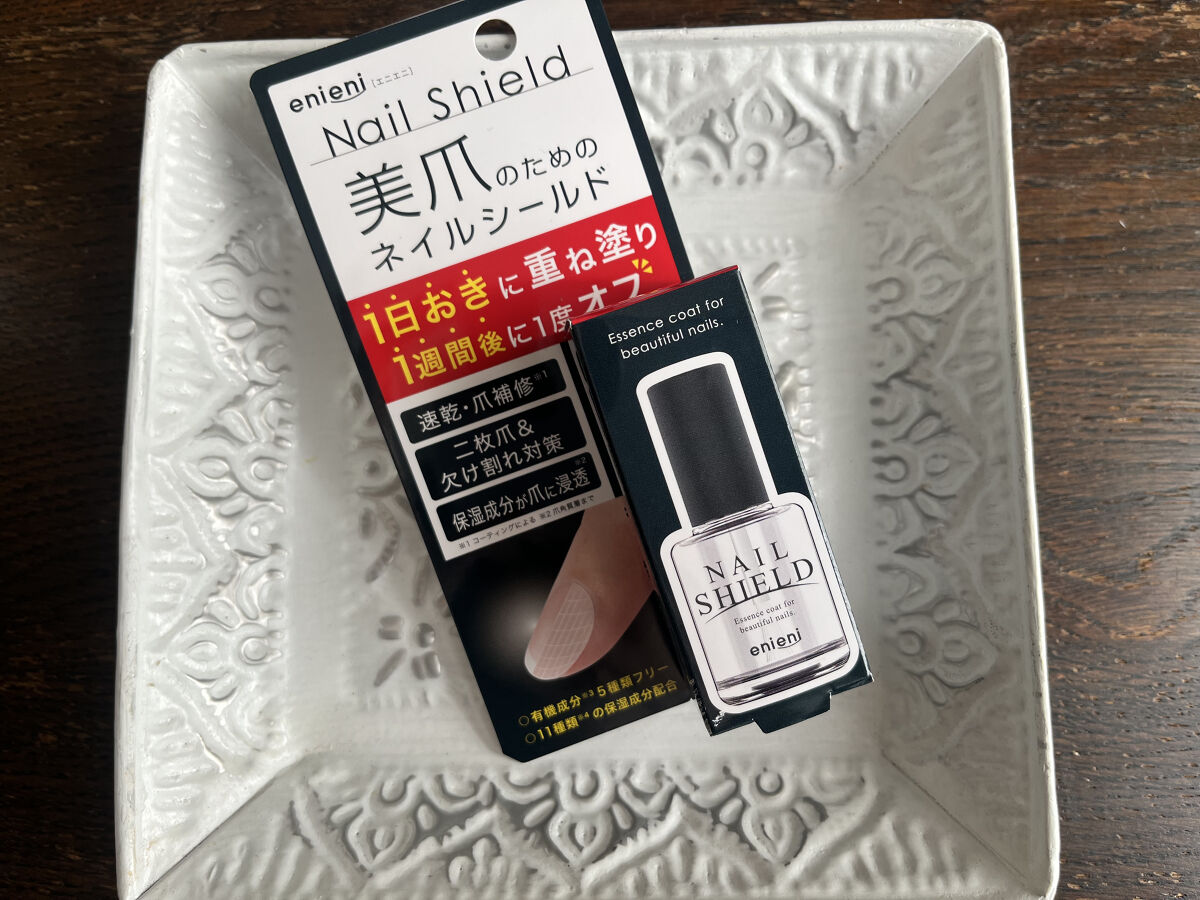 enieni [エニエニ]
Nail Shield
美爪のための
ネイルシールド
1日おきに重ね塗り
1週間後に1度オフ
速乾・爪補修※1
二枚爪&
欠け割れ対策
保湿成分が爪に浸透※2
※1 コーティングによる ※2 爪角質層まで
○有機成分※3 5種類フリー
○11種類※4の保湿成分配合
Essence coat for
beautiful nails.
NAIL
SHIELD
Essence coat for
beautiful nails.
enieni